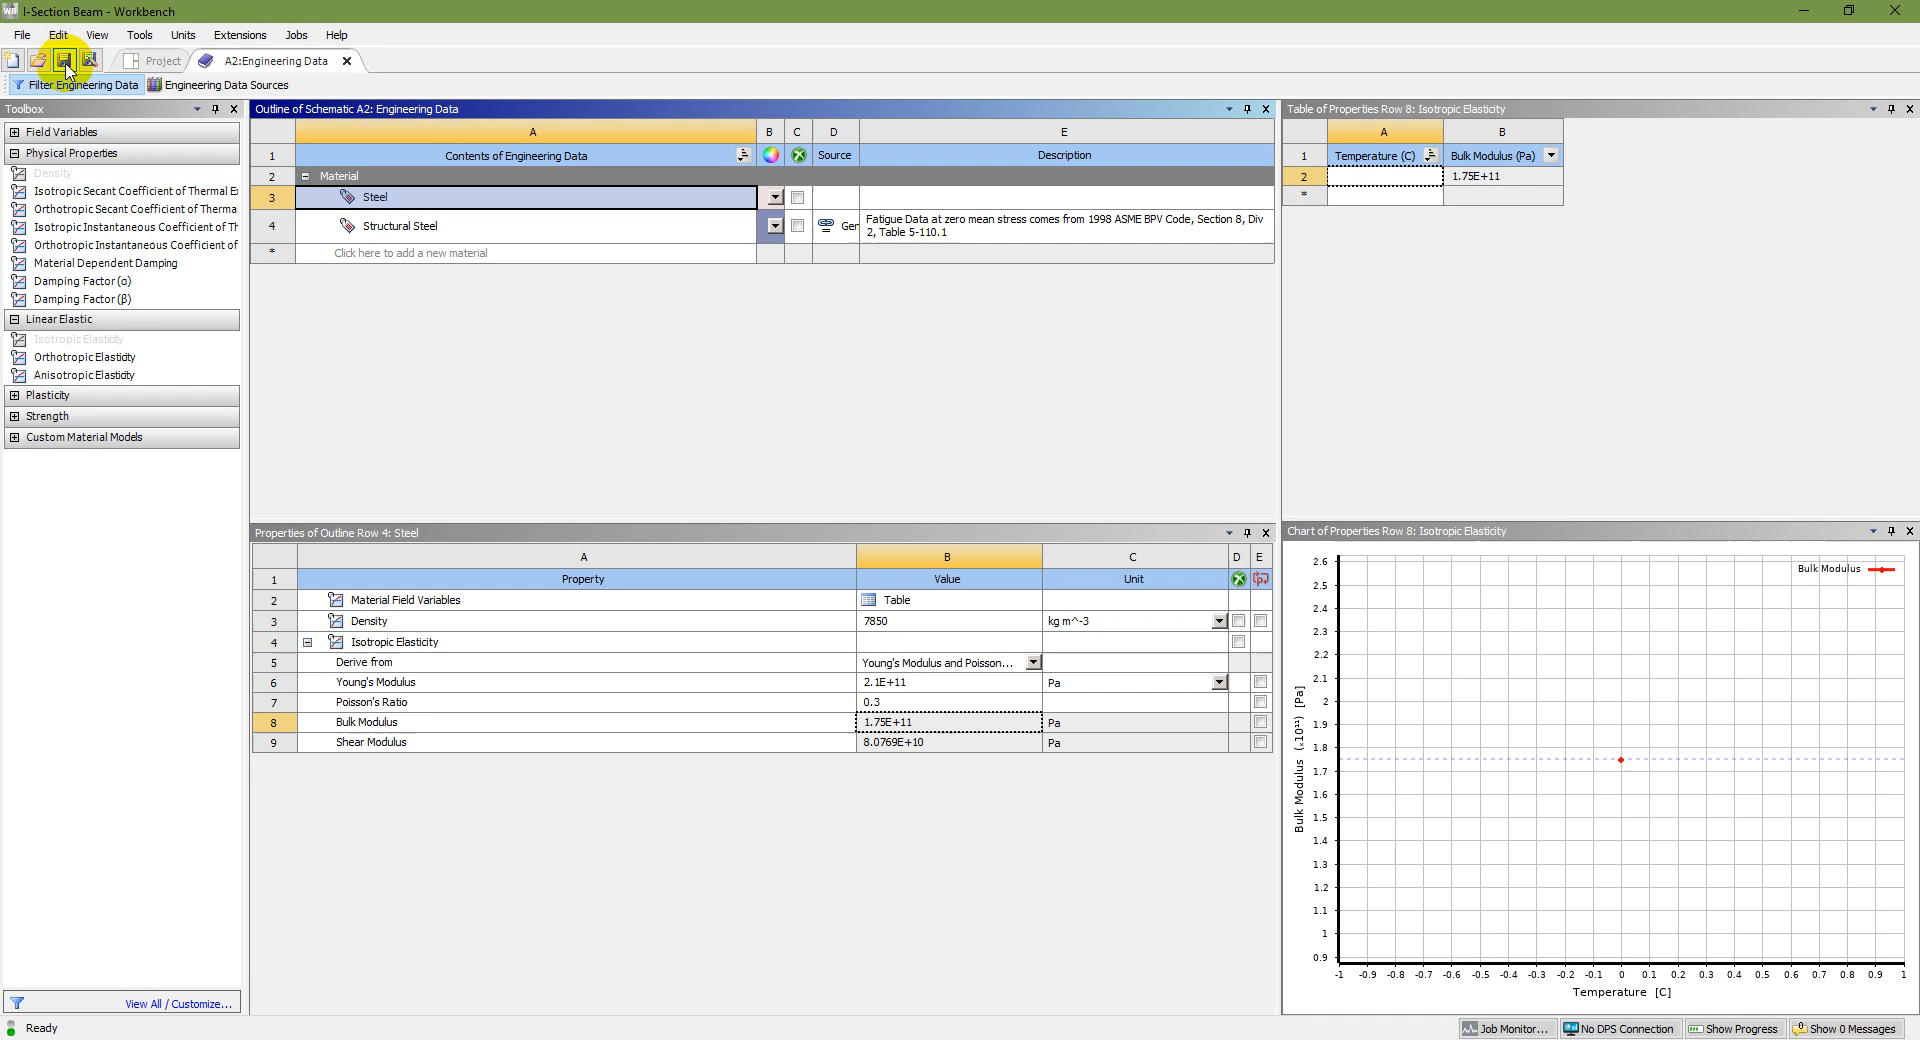 WB I-Section Beam - Workbench
File Edit View Tools Units Extensions Jobs Help
Project A2:Engineering Data
Filter Engineering Data Engineering Data Sources
Toolbox
Field Variables
Physical Properties
Density
Isotropic Secant Coefficient of Thermal E
Orthotropic Secant Coefficient of Therma
Isotropic Instantaneous Coefficient of Th
Orthotropic Instantaneous Coefficient of
Material Dependent Damping
Damping Factor (α)
Damping Factor (β)
Linear Elastic
Isotropic Elasticity
Orthotropic Elasticity
Anisotropic Elasticity
Plasticity
Strength
Custom Material Models
View All / Customize...
Outline of Schematic A2: Engineering Data
A B C D E
1 Contents of Engineering Data Source Description
2 Material
3 Steel
4 Structural Steel Ger Fatigue Data at zero mean stress comes from 1998 ASME BPV Code, Section 8, Div
2, Table 5-110.1
* Click here to add a new material
Properties of Outline Row 4: Steel
A B C D E
1 Property Value Unit
2 Material Field Variables Table
3 Density 7850 kg m^-3
4 Isotropic Elasticity
5 Derive from Young's Modulus and Poisson...
6 Young's Modulus 2.1E+11 Pa
7 Poisson's Ratio 0.3
8 Bulk Modulus 1.75E+11 Pa
9 Shear Modulus 8.0769E+10 Pa
Table of Properties Row 8: Isotropic Elasticity
A B
1 Temperature (C) Bulk Modulus (Pa)
2 1.75E+11
*
Chart of Properties Row 8: Isotropic Elasticity
Bulk Modulus
2.6
2.5
2.4
2.3
2.2
2.1
2
1.9
1.8
1.7
1.6
1.5
1.4
1.3
1.2
1.1
1
0.9
Bulk Modulus (x10¹¹) [Pa]
-1 -0.9 -0.8 -0.7 -0.6 -0.5 -0.4 -0.3 -0.2 -0.1 0 0.1 0.2 0.3 0.4 0.5 0.6 0.7 0.8 0.9 1
Temperature [C]
Ready
Job Monitor... No DPS Connection Show Progress Show 0 Messages